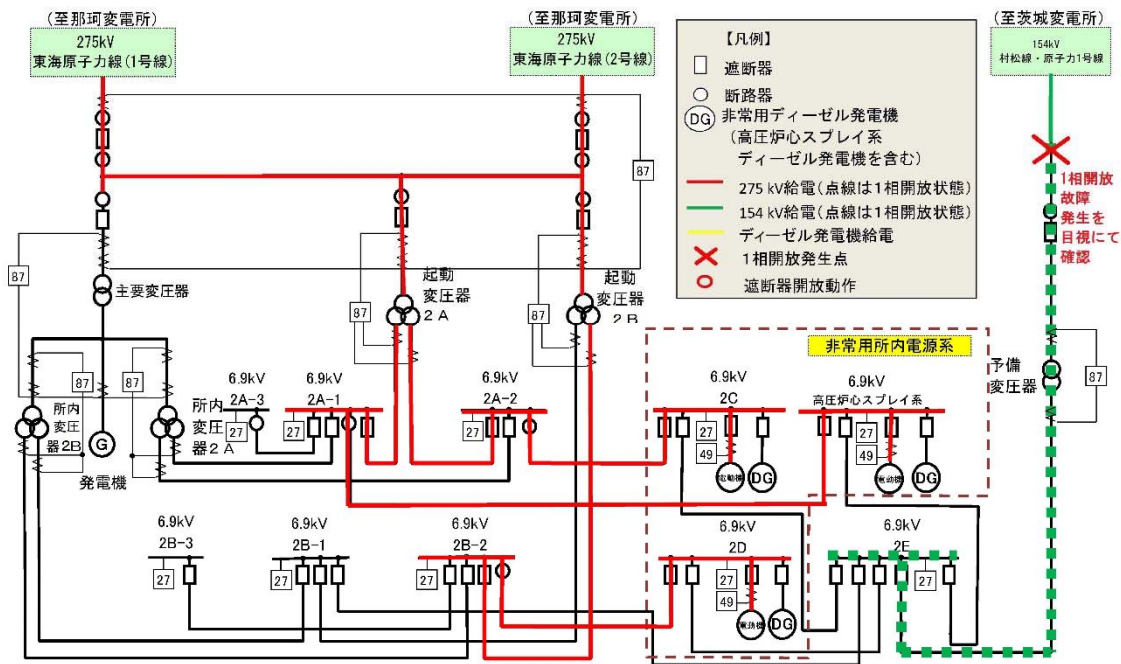 (至那珂変電所)
275kV
東海原子力線(1号線)
(至那珂変電所)
275kV
東海原子力線(2号線)
(至茨城変電所)
154kV
村松線・原子力1号線
【凡例】
遮断器
断路器
DG
非常用ディーゼル発電機
(高圧炉心スプレイ系
ディーゼル発電機を含む)
275 kV給電(点線は1相開放状態)
154 kV給電(点線は1相開放状態)
ディーゼル発電機給電
1相開放発生点
遮断器開放動作
1相開放
故障
発生を
目視にて
確認
87
87
87
87
87
87
87
主要変圧器
起動
変圧器
2A
起動
変圧器
2B
予備
変圧器
非常用所内電源系
所内
変圧
器2B
G
発電機
所内
変圧
器2A
6.9kV
2A-3
27
6.9kV
2A-1
27
6.9kV
2A-2
27
6.9kV
2C
27
49
電動機
DG
6.9kV
高圧炉心スプレイ系
27
49
電動機
DG
6.9kV
2B-3
27
6.9kV
2B-1
27
6.9kV
2B-2
27
6.9kV
2D
27
49
電動機
DG
6.9kV
2E
27